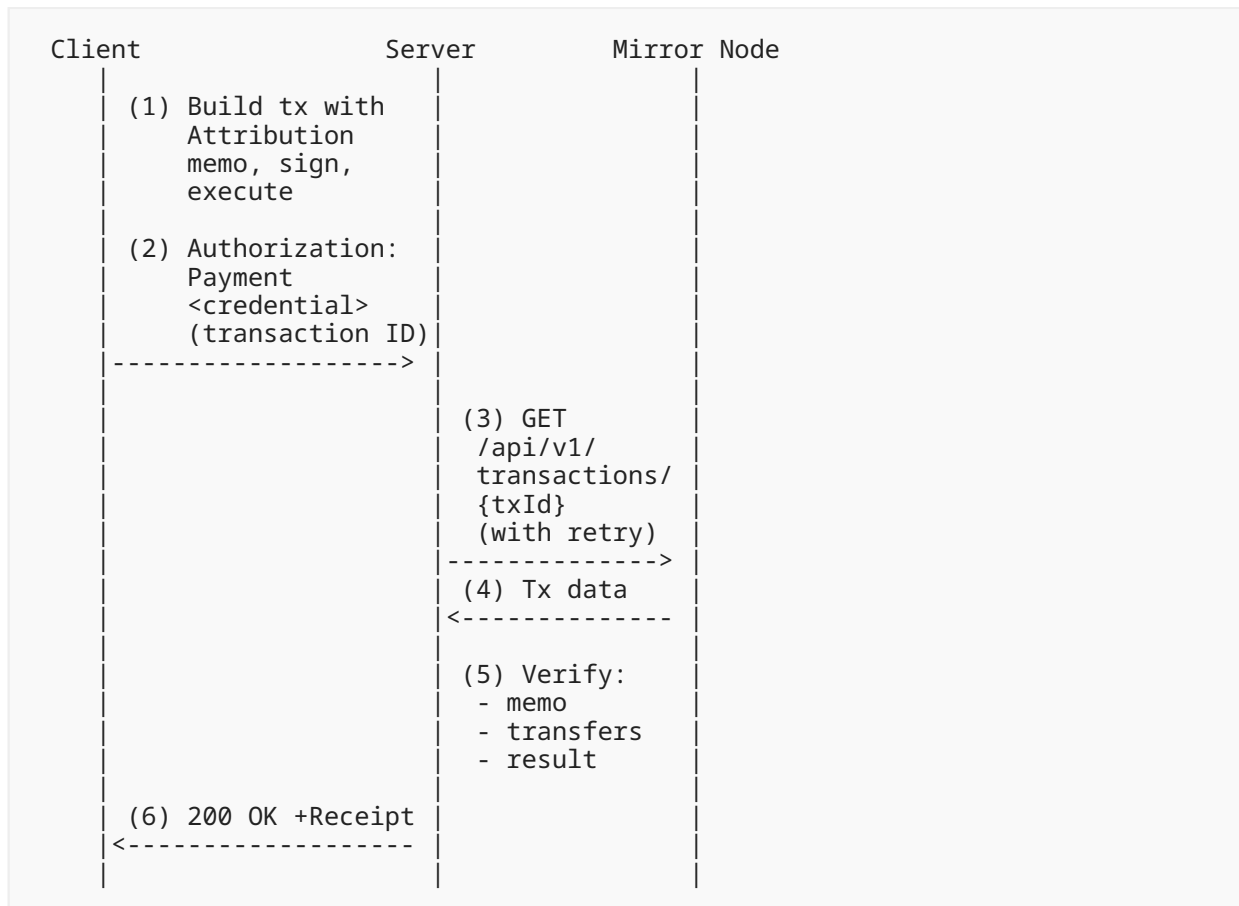 Client Server Mirror Node
(1) Build tx with
Attribution
memo, sign,
execute
(2) Authorization:
Payment
<credential>
(transaction ID)
------------------->
(3) GET
/api/v1/
transactions/
{txId}
(with retry)
-------------->
(4) Tx data
<--------------
(5) Verify:
- memo
- transfers
- result
(6) 200 OK +Receipt
<-------------------